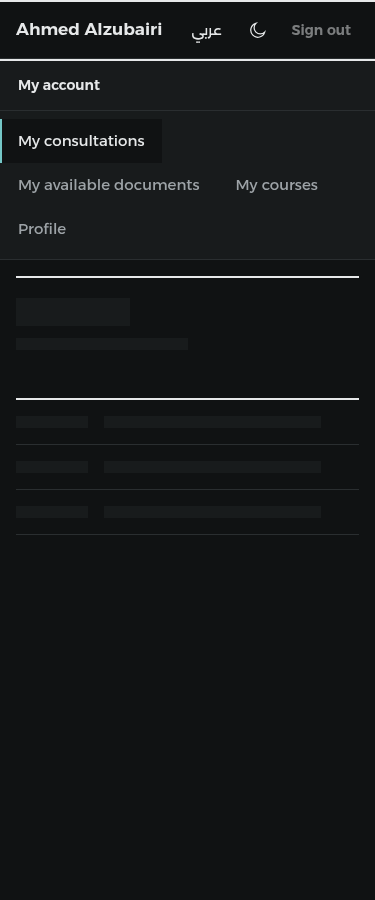 Ahmed Alzubairi عربي Sign out
My account
My consultations
My available documents My courses
Profile